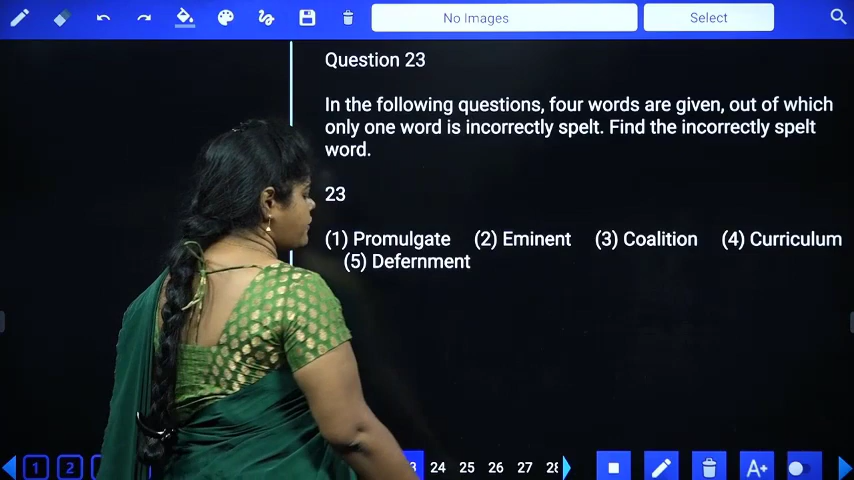 No Images
Select
Question 23
In the following questions, four words are given, out of which
only one word is incorrectly spelt. Find the incorrectly spelt
word.
23
(1) Promulgate (2) Eminent (3) Coalition (4) Curriculum
(5) Defernment
1 2 24 25 26 27
A+